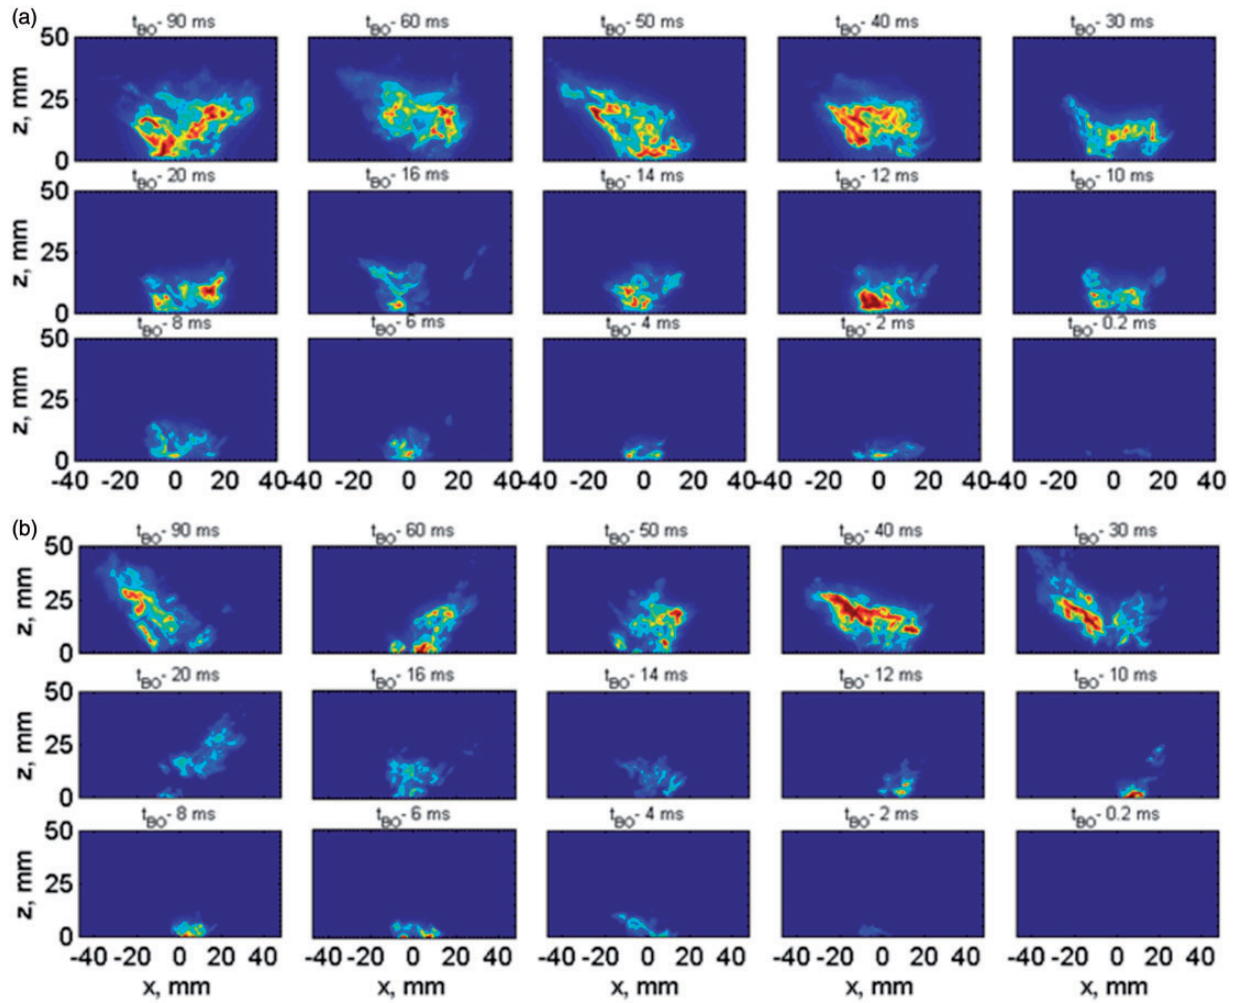 (a)
t_BO- 90 ms t_BO- 60 ms t_BO- 50 ms t_BO- 40 ms t_BO- 30 ms
50
z, mm
25
0
t_BO- 20 ms t_BO- 16 ms t_BO- 14 ms t_BO- 12 ms t_BO- 10 ms
50
z, mm
25
0
t_BO- 8 ms t_BO- 6 ms t_BO- 4 ms t_BO- 2 ms t_BO- 0.2 ms
50
z, mm
25
0
-40 -20 0 20 40 -40 -20 0 20 40 -40 -20 0 20 40 -40 -20 0 20 40 -40 -20 0 20 40
(b)
t_BO- 90 ms t_BO- 60 ms t_BO- 50 ms t_BO- 40 ms t_BO- 30 ms
50
z, mm
25
0
t_BO- 20 ms t_BO- 16 ms t_BO- 14 ms t_BO- 12 ms t_BO- 10 ms
50
z, mm
25
0
t_BO- 8 ms t_BO- 6 ms t_BO- 4 ms t_BO- 2 ms t_BO- 0.2 ms
50
z, mm
25
0
-40 -20 0 20 40 -40 -20 0 20 40 -40 -20 0 20 40 -40 -20 0 20 40 -40 -20 0 20 40
x, mm x, mm x, mm x, mm x, mm